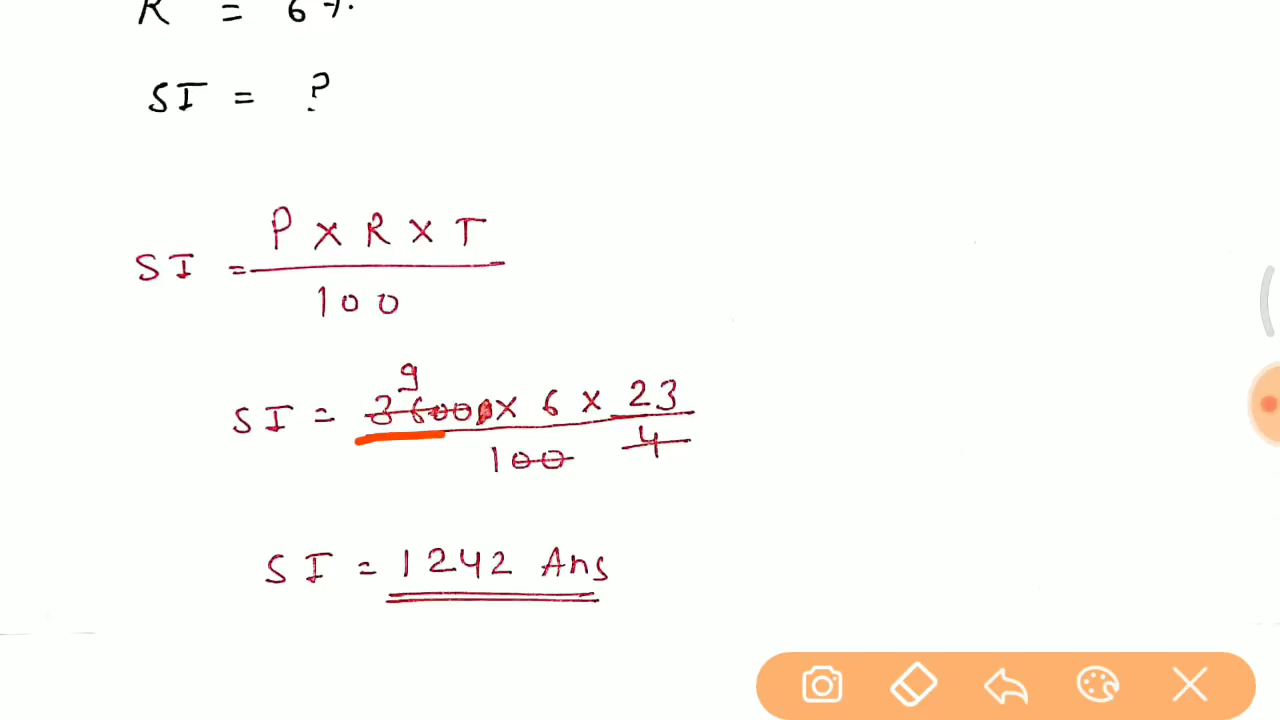 R = 6%.
SI = ?
P × R × T
SI =
100
9
SI = 3600 × 6 × 23
100 4
SI = 1242 Ans